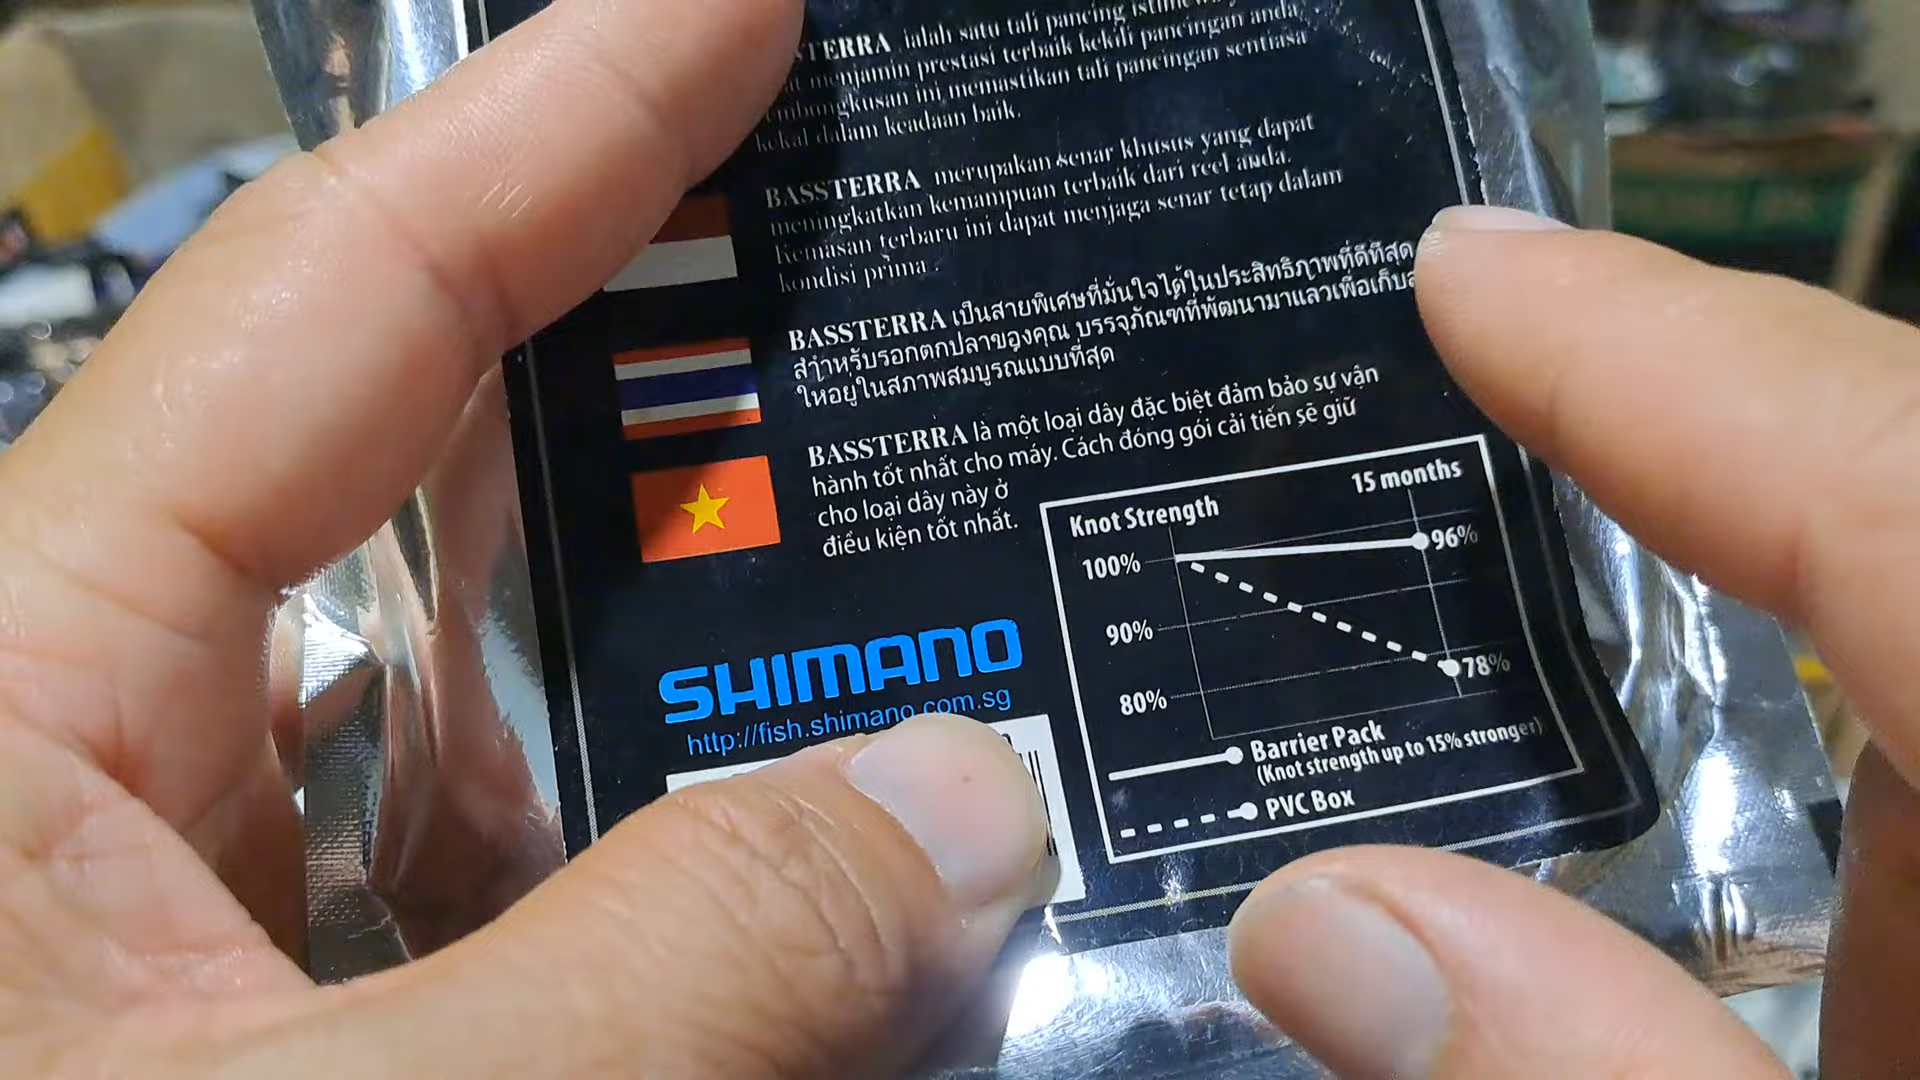 TERRA ialah satu tali pancing
menjamin prestasi terbaik kekili pancingan anda.
ini memastikan tali pancingan sentiasa
kekal dalam keadaan baik.
BASSTERRA merupakan senar khusus yang dapat
meningkatkan kemampuan terbaik dari reel anda.
Kemasan terbaru ini dapat menjaga senar tetap dalam
kondisi prima .
BASSTERRA เป็นสายพิเศษที่มั่นใจได้ในประสิทธิภาพที่ดีที่สุด
สำหรับรอกตกปลาของคุณ บรรจุภัณฑ์ที่พัฒนามาแล้วเพื่อเก็บ
ให้อยู่ในสภาพสมบูรณ์แบบที่สุด
BASSTERRA là một loại dây đặc biệt đảm bảo sự vận
hành tốt nhất cho máy. Cách đóng gói cải tiến sẽ giữ
cho loại dây này ở
điều kiện tốt nhất.
Knot Strength
15 months
100%
96%
90%
78%
80%
Barrier Pack
(Knot strength up to 15% stronger)
PVC Box
SHIMANO
http://fish.shimano.com.sg